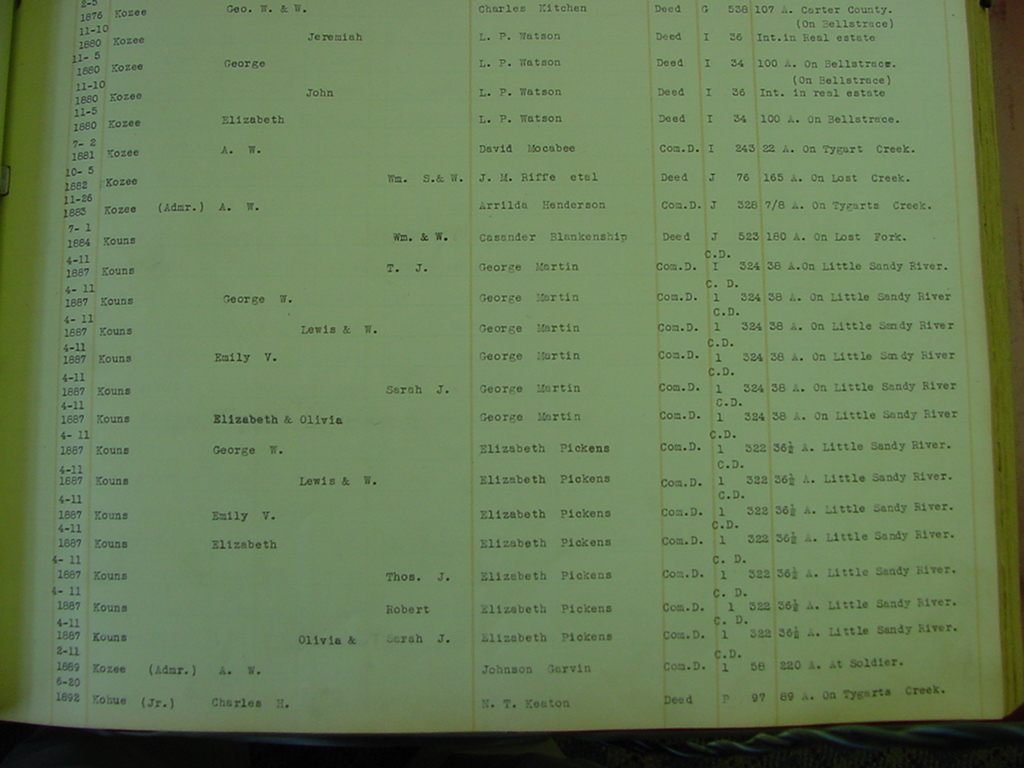 2-5
1876 Kozee Geo. W. & W. Charles Kitchen Deed G 538 107 A. Carter County.
11-10 (On Bellstrace)
1880 Kozee Jeremiah L. P. Watson Deed I 36 Int.in Real estate
11- 5
1880 Kozee George L. P. Watson Deed I 34 100 A. On Bellstrace.
11-10 (On Bellstrace)
1880 Kozee John L. P. Watson Deed I 36 Int. in real estate
11-5
1880 Kozee Elizabeth L. P. Watson Deed I 34 100 A. On Bellstrace.
7- 2
1881 Kozee A. W. David Mocabee Com.D. I 243 22 A. On Tygart Creek.
10- 5
1882 Kozee Wm. S.& W. J. M. Riffe etal Deed J 76 165 A. On Lost Creek.
11-26
1883 Kozee (Admr.) A. W. Arrilda Henderson Com.D. J 328 7/8 A. On Tygarts Creek.
7- 1
1884 Kouns Wm. & W. Casander Blankenship Deed J 523 180 A. On Lost Fork.
4-11 C.D.
1887 Kouns T. J. George Martin Com.D. I 324 38 A.On Little Sandy River.
4- 11 C. D.
1887 Kouns George W. George Martin Com.D. 1 324 38 A. On Little Sandy River
4- 11 C.D.
1887 Kouns Lewis & W. George Martin Com.D. 1 324 38 A. On Little Sandy River
4-11 C.D.
1887 Kouns Emily V. George Martin Com.D. 1 324 38 A. On Little Sandy River
4-11 C.D.
1887 Kouns Sarah J. George Martin Com.D. 1 324 38 A. On Little Sandy River
4-11 C.D.
1887 Kouns Elizabeth & Olivia George Martin Com.D. 1 324 38 A. On Little Sandy River
4- 11 C.D.
1887 Kouns George W. Elizabeth Pickens Com.D. 1 322 36½ A. Little Sandy River.
4-11 C.D.
1887 Kouns Lewis & W. Elizabeth Pickens Com.D. 1 322 36½ A. Little Sandy River.
4-11 C.D.
1887 Kouns Emily V. Elizabeth Pickens Com.D. 1 322 36½ A. Little Sandy River.
4-11 C.D.
1887 Kouns Elizabeth Elizabeth Pickens Com.D. 1 322 36½ A. Little Sandy River.
4- 11 C. D.
1887 Kouns Thos. J. Elizabeth Pickens Com.D. 1 322 36½ A. Little Sandy River.
4- 11 C. D.
1887 Kouns Robert Elizabeth Pickens Com.D. 1 322 36½ A. Little Sandy River.
4-11 C. D.
1887 Kouns Olivia & Sarah J. Elizabeth Pickens Com.D. 1 322 36½ A. Little Sandy River.
2-11 C.D.
1889 Kozee (Admr.) A. W. Johnson Garvin Com.D. 1 58 220 A. At Soldier.
6-20
1892 Kohue (Jr.) Charles H. N. T. Keaton Deed P 97 89 A. On Tygarts Creek.